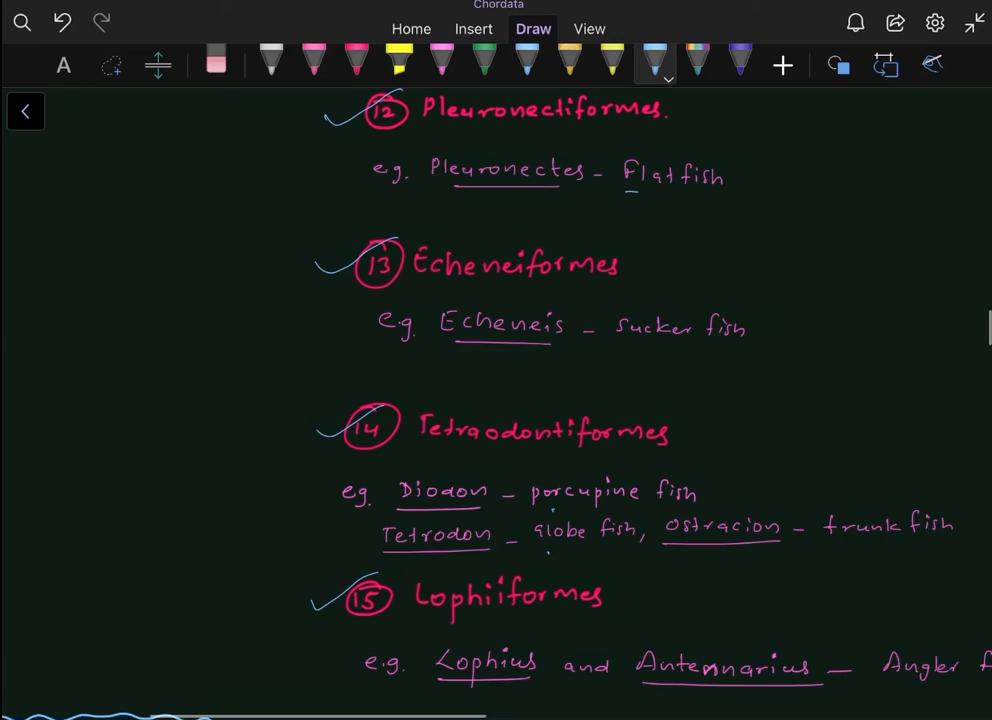 Chordata
Home Insert Draw View
A
12 Pleuronectiformes.
e.g. Pleuronectes - Flatfish
13 Echeneiformes
e.g. Echeneis - sucker fish
14 Tetraodontiformes
eg. Diodon - porcupine fish
Tetrodon - globe fish, Ostracion - trunk fish
15 Lophiiformes
e.g. Lophius and Antennarius - Angler f